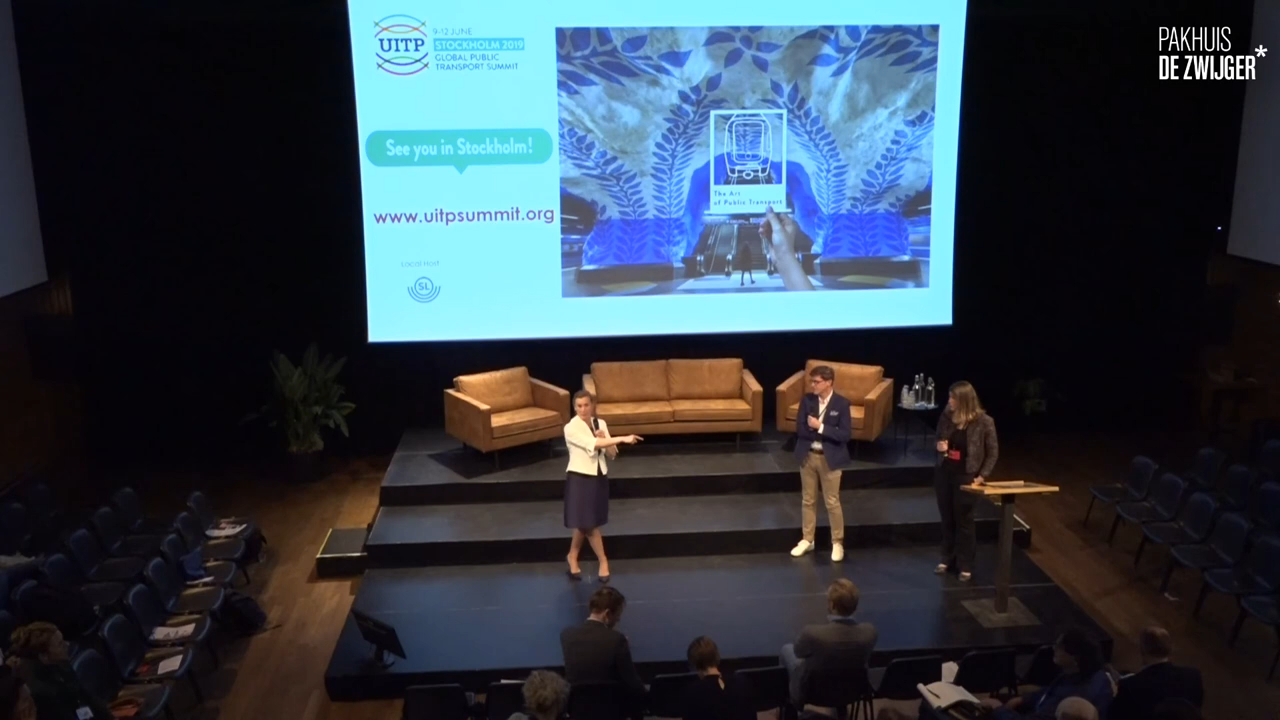 UITP
9-12 JUNE
STOCKHOLM 2019
GLOBAL PUBLIC
TRANSPORT SUMMIT
See you in Stockholm!
www.uitpsummit.org
Local Host
SL
The Art
of Public Transport
PAKHUIS
DE ZWIJGER*